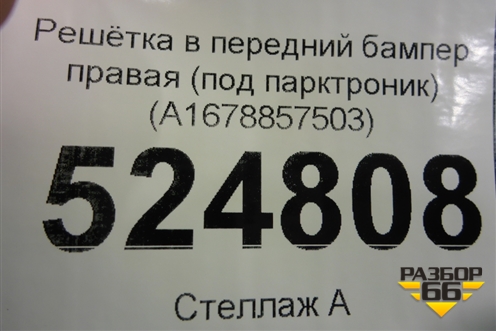 Решётка в передний бампер
правая (под парктроник)
(A1678857503)
524808
Стеллаж А
РАЗБОР
66